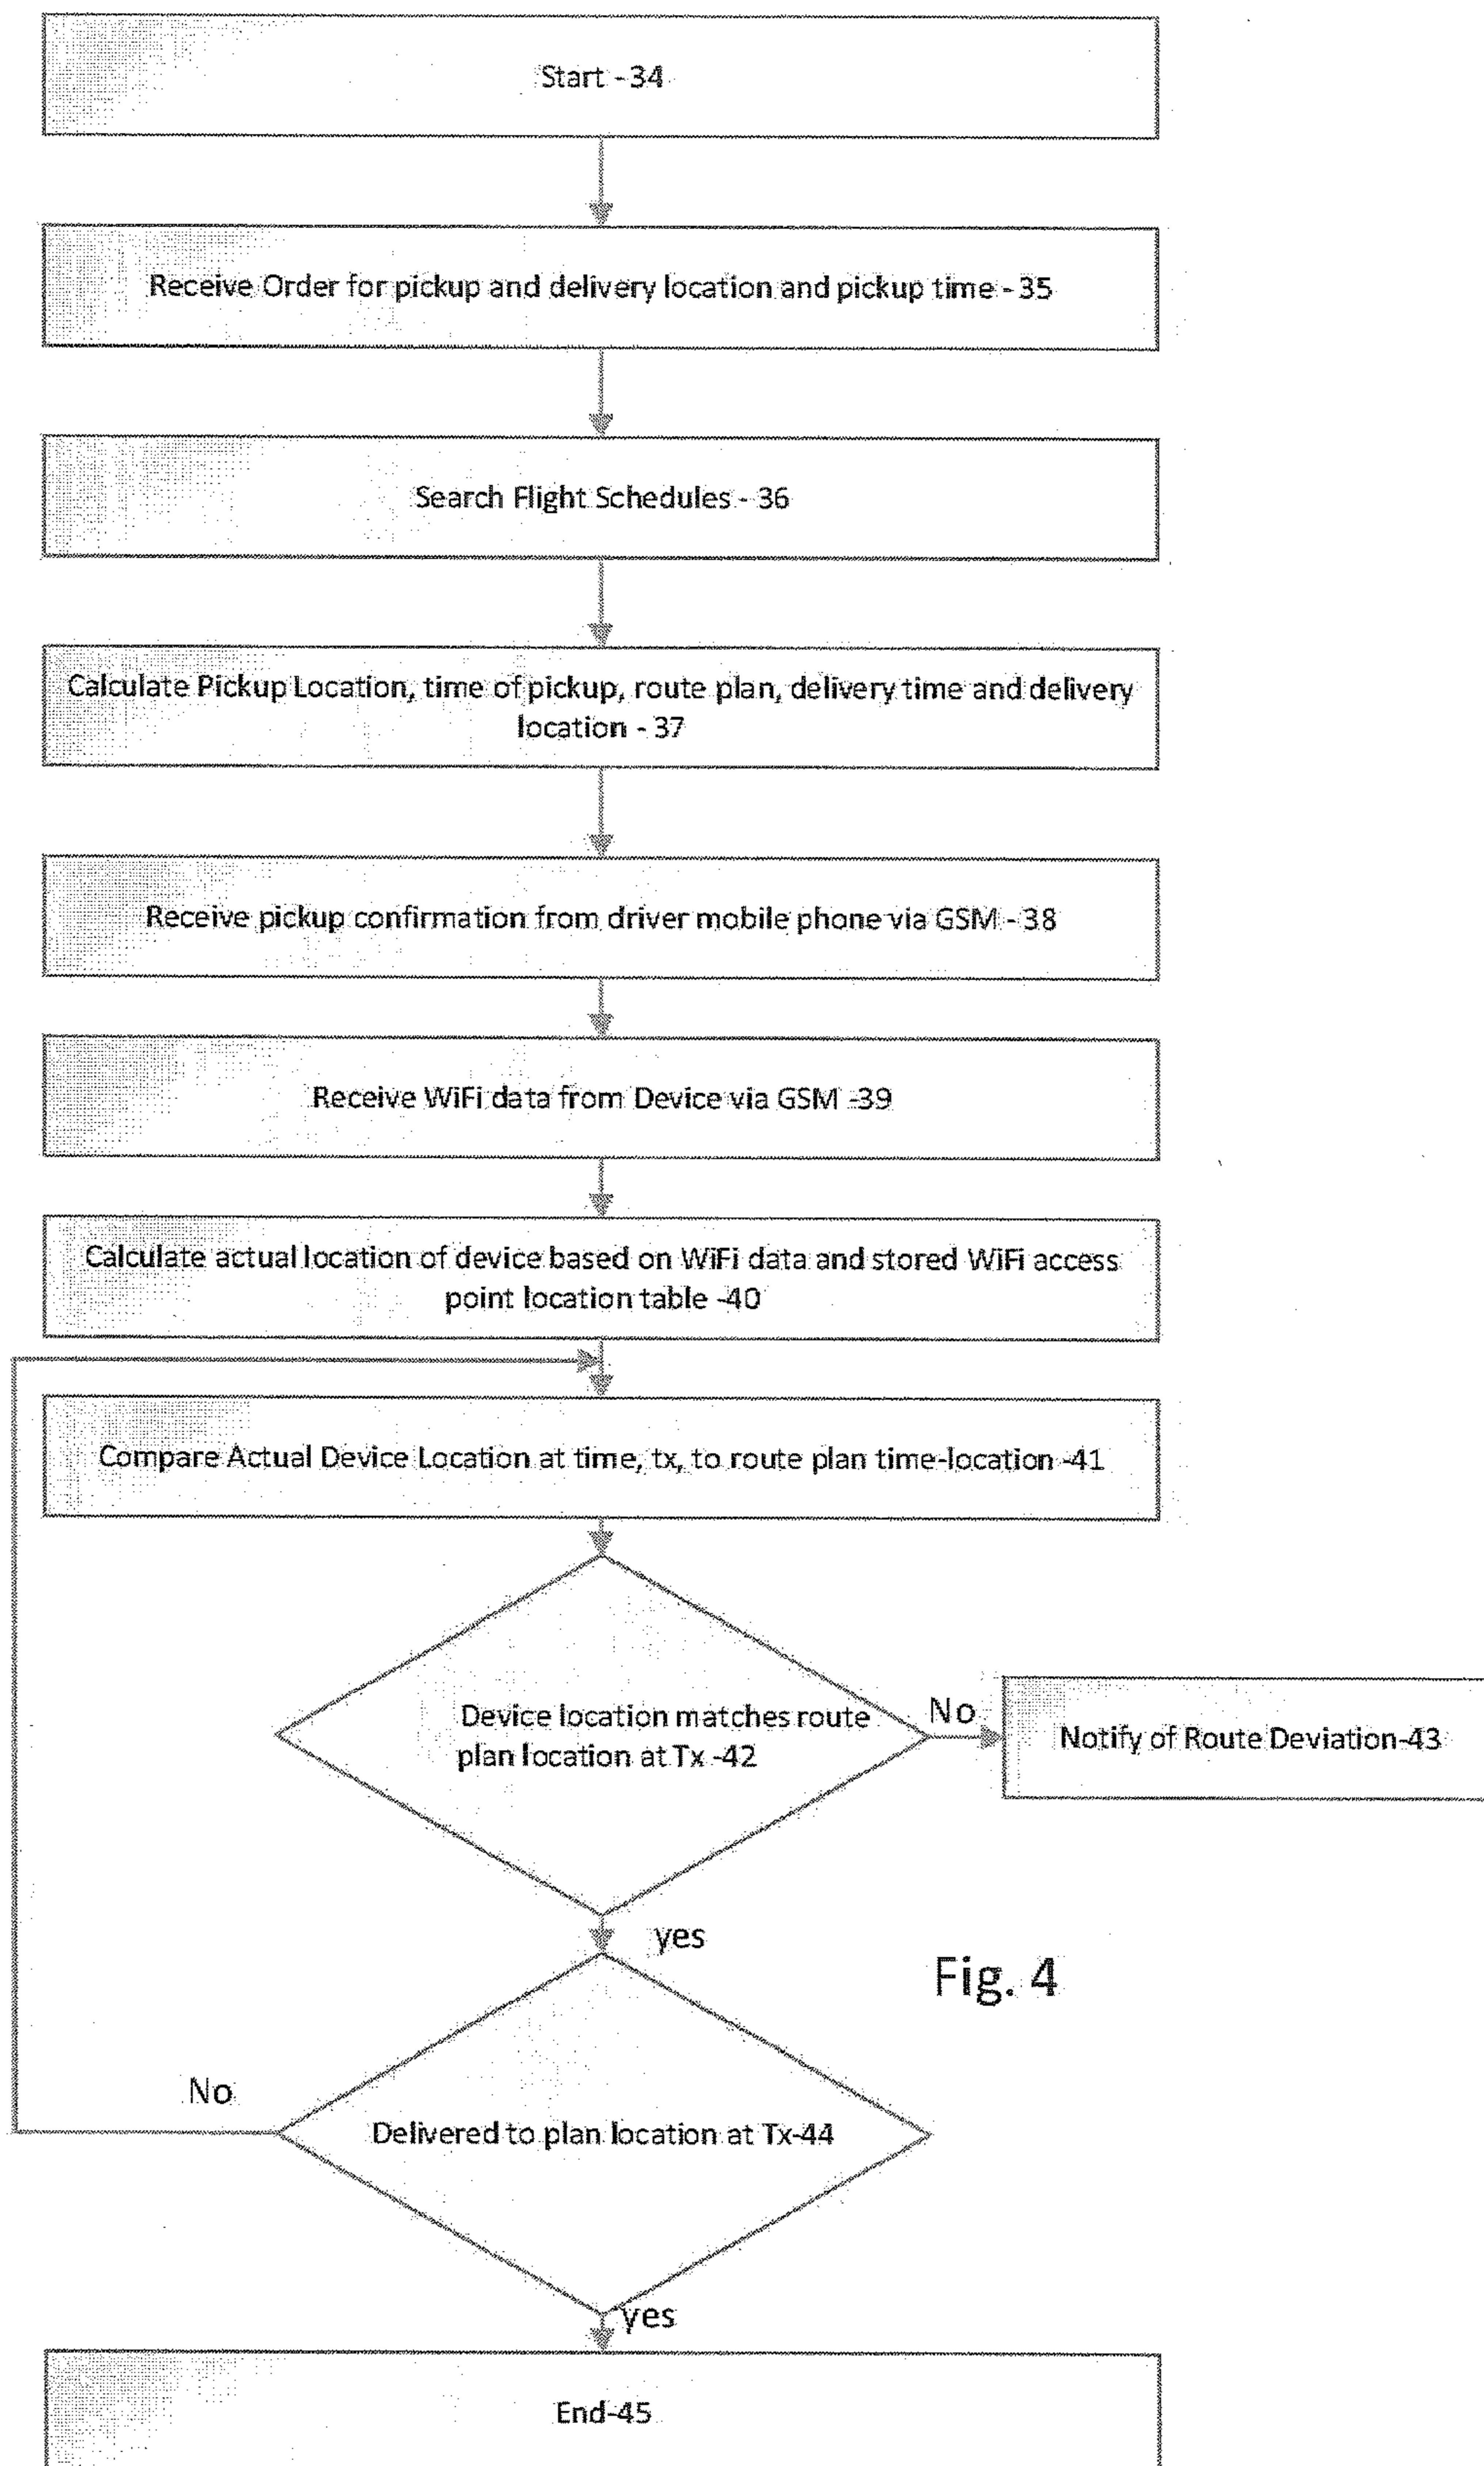 Start - 34
Receive Order for pickup and delivery location and pickup time - 35
Search Flight Schedules - 36
Calculate Pickup Location, time of pickup, route plan, delivery time and delivery
location - 37
Receive pickup confirmation from driver mobile phone via GSM - 38
Receive WiFi data from Device via GSM -39
Calculate actual location of device based on WiFi data and stored WiFi access
point location table -40
Compare Actual Device Location at time, tx, to route plan time-location -41
Device location matches route
plan location at Tx -42
No
Notify of Route Deviation-43
yes
Fig. 4
No
Delivered to plan location at Tx-44
yes
End-45